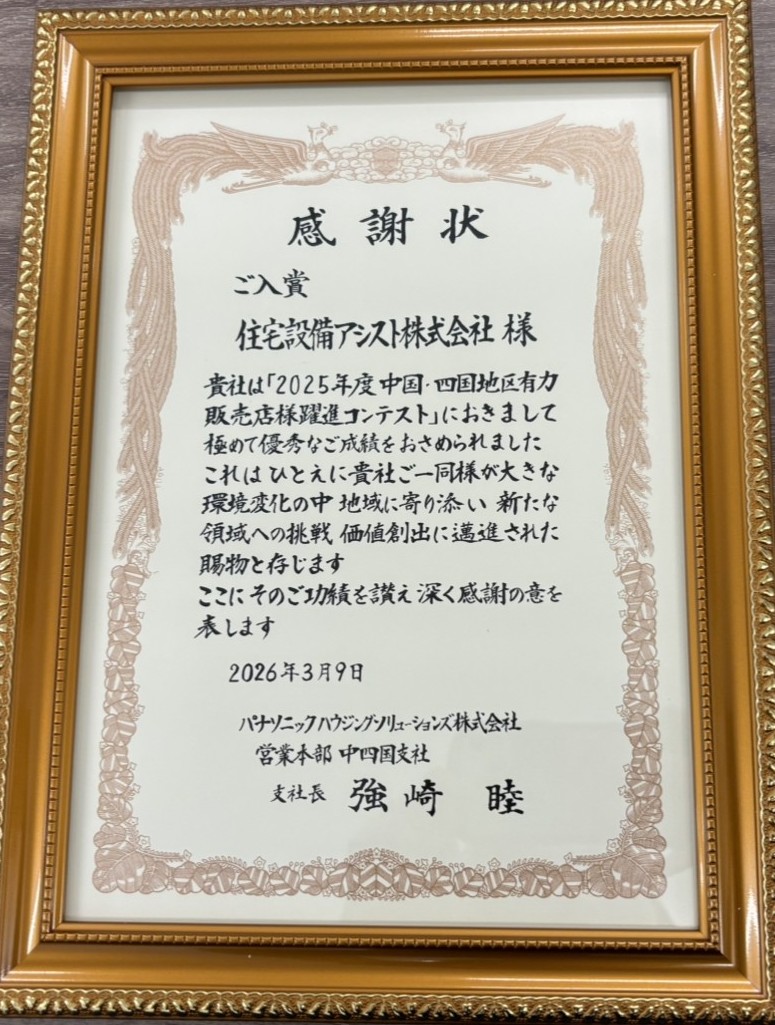 感謝状
ご入賞
住宅設備アシスト株式会社 様
貴社は「2025年度 中国・四国地区有力
販売店様躍進コンテスト」におきまして
極めて優秀なご成績をおさめられました
これは ひとえに貴社ご一同様が大きな
環境変化の中 地域に寄り添い 新たな
領域への挑戦 価値創出に邁進された
賜物と存じます
ここに そのご功績を讃え 深く感謝の意を
表します
2026年3月9日
パナソニック ハウジングソリューションズ株式会社
営業本部 中四国支社
支社長 強崎 睦